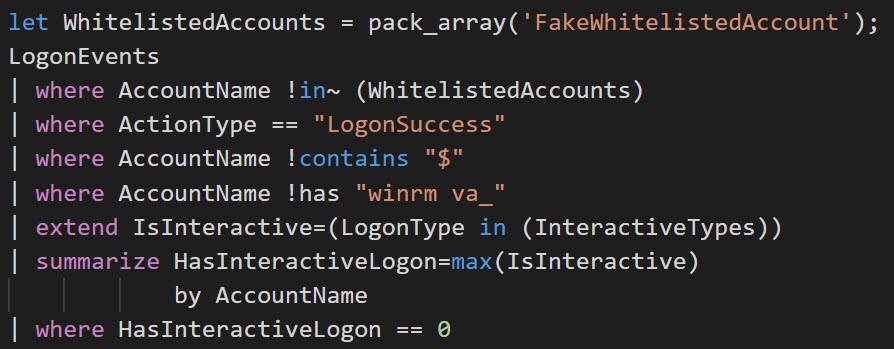 let WhitelistedAccounts = pack_array('FakeWhitelistedAccount');
LogonEvents
| where AccountName !in~ (WhitelistedAccounts)
| where ActionType == "LogonSuccess"
| where AccountName !contains "$"
| where AccountName !has "winrm va_"
| extend IsInteractive=(LogonType in (InteractiveTypes))
| summarize HasInteractiveLogon=max(IsInteractive)
            by AccountName
| where HasInteractiveLogon == 0